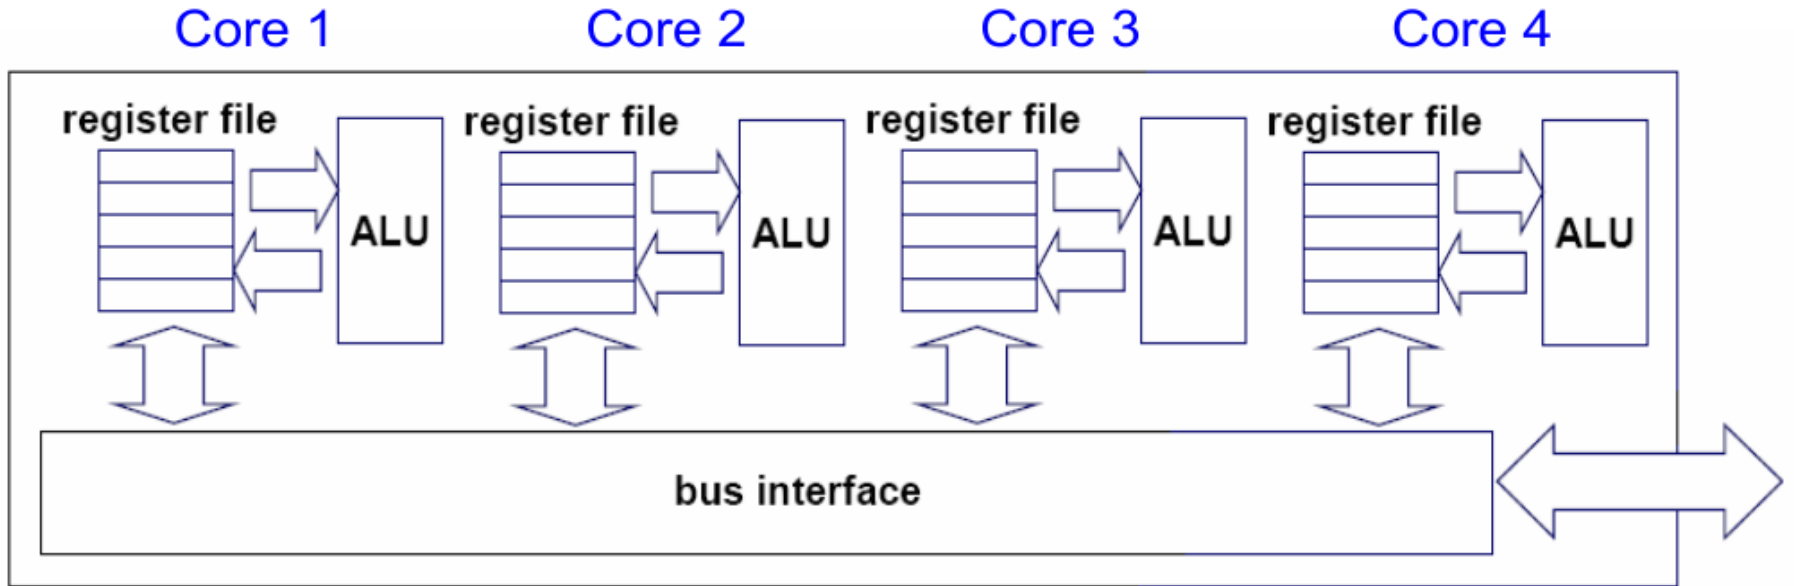 Core 1 Core 2 Core 3 Core 4
register file register file register file register file
ALU ALU ALU ALU
bus interface